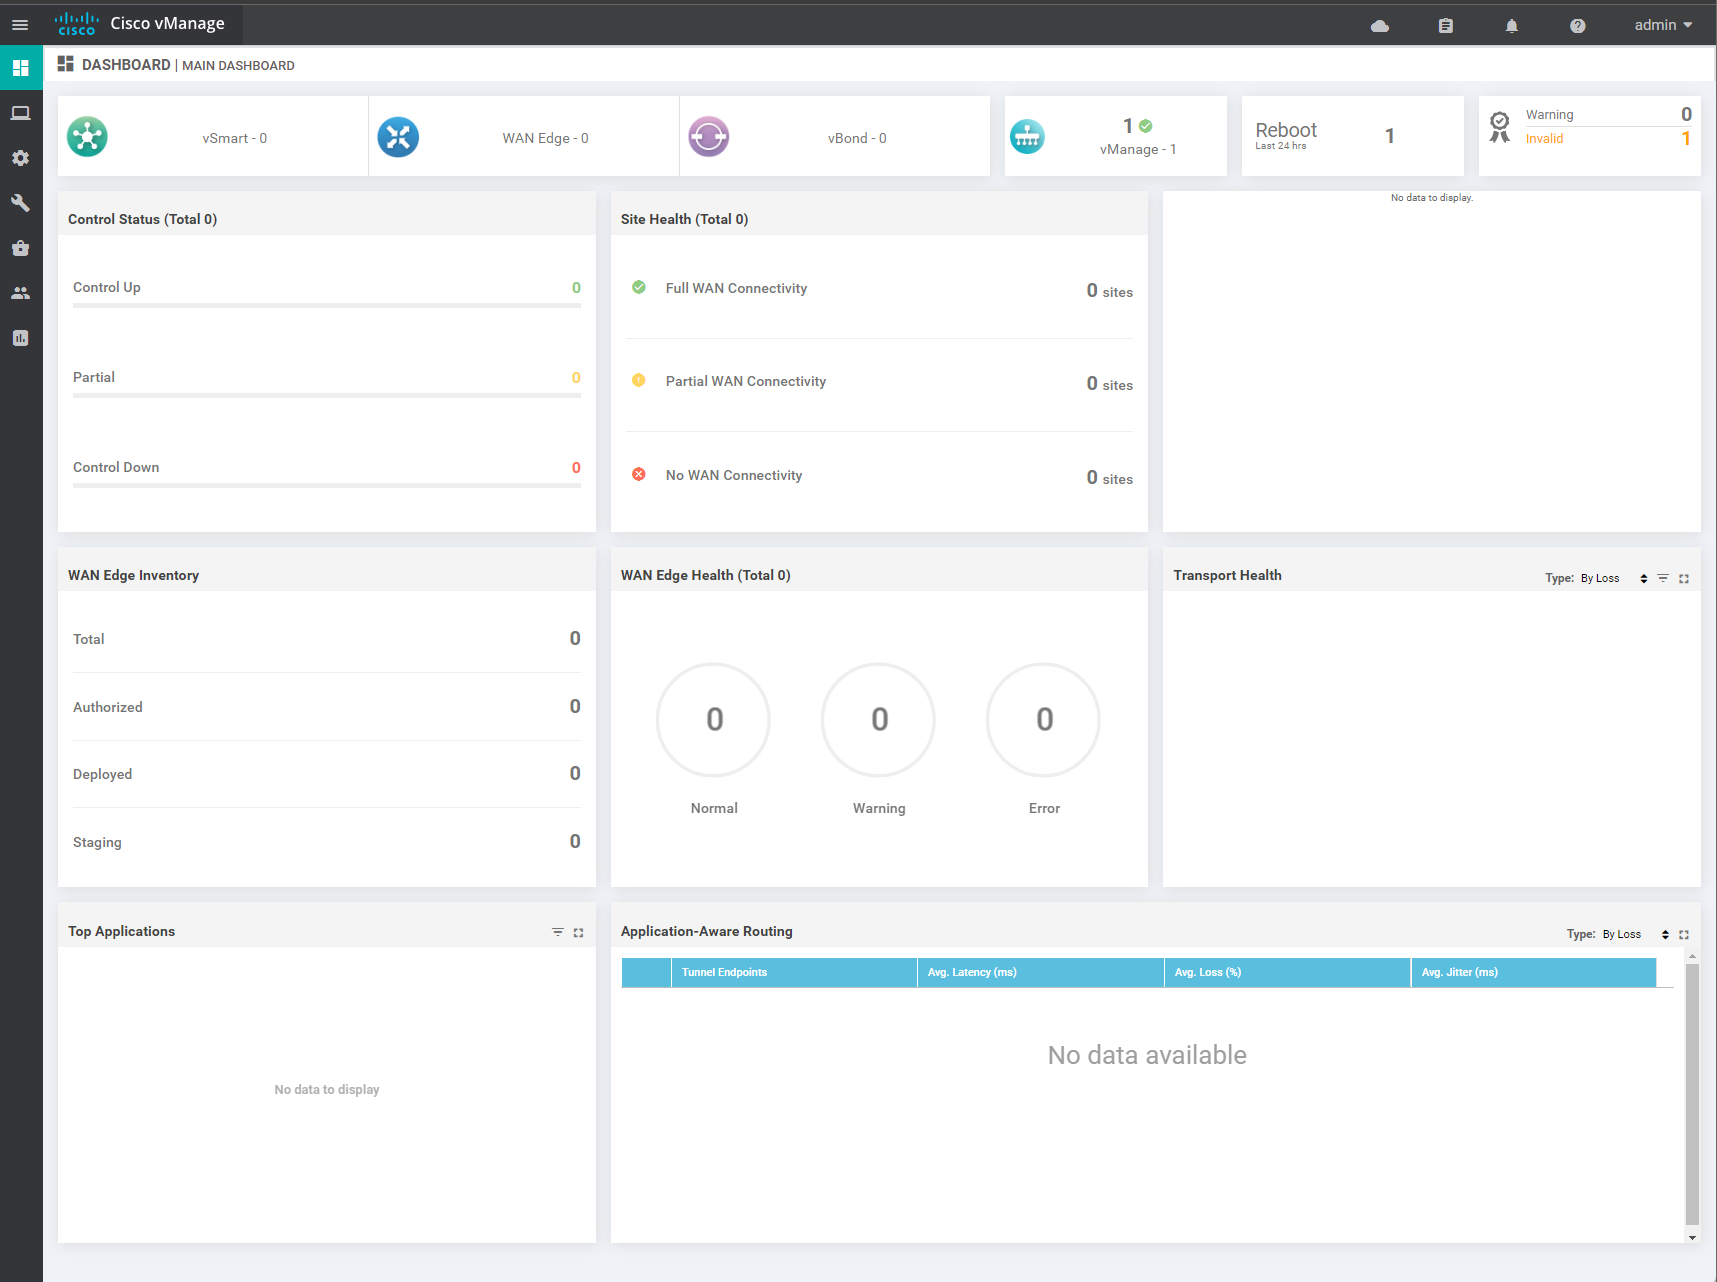 CISCO Cisco vManage
admin
DASHBOARD | MAIN DASHBOARD
vSmart - 0
WAN Edge - 0
vBond - 0
1
vManage - 1
Reboot
Last 24 hrs
1
Warning 0
Invalid 1
Control Status (Total 0)
Control Up 0
Partial 0
Control Down 0
Site Health (Total 0)
Full WAN Connectivity 0 sites
Partial WAN Connectivity 0 sites
No WAN Connectivity 0 sites
No data to display.
WAN Edge Inventory
Total 0
Authorized 0
Deployed 0
Staging 0
WAN Edge Health (Total 0)
0 0 0
Normal Warning Error
Transport Health
Type: By Loss
Top Applications
No data to display
Application-Aware Routing
Type: By Loss
Tunnel Endpoints Avg. Latency (ms) Avg. Loss (%) Avg. Jitter (ms)
No data available